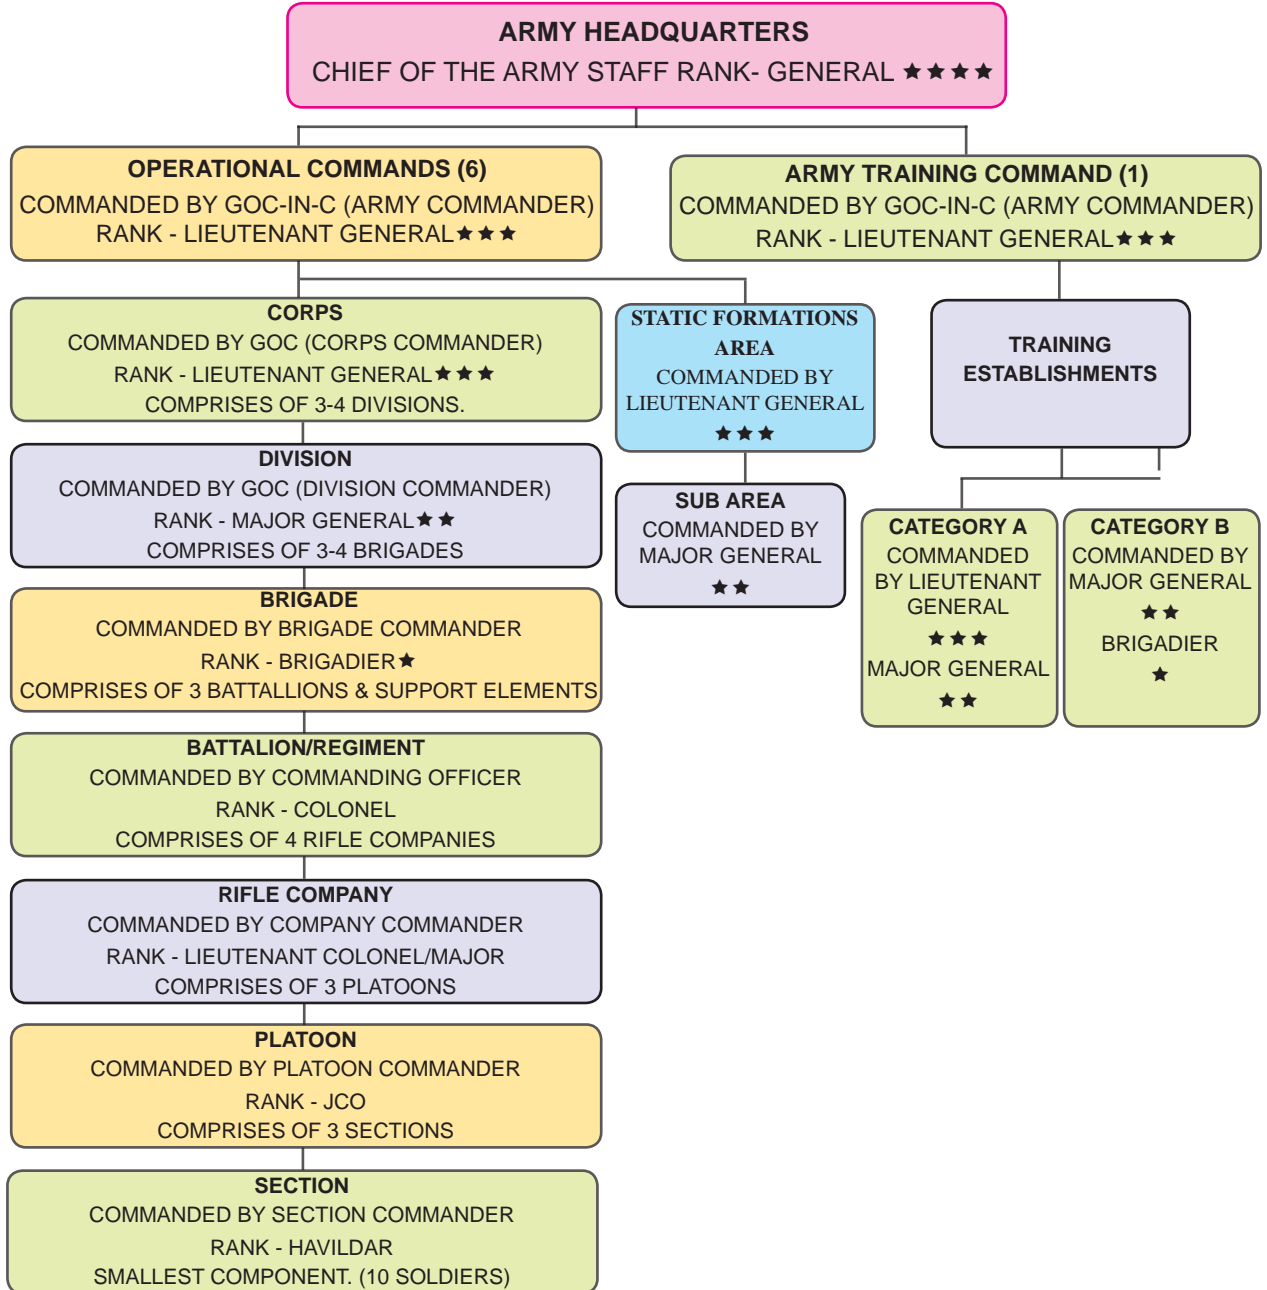 ARMY HEADQUARTERS
CHIEF OF THE ARMY STAFF RANK- GENERAL ★★★★
OPERATIONAL COMMANDS (6)
COMMANDED BY GOC-IN-C (ARMY COMMANDER)
RANK - LIEUTENANT GENERAL★★★
ARMY TRAINING COMMAND (1)
COMMANDED BY GOC-IN-C (ARMY COMMANDER)
RANK - LIEUTENANT GENERAL★★★
CORPS
COMMANDED BY GOC (CORPS COMMANDER)
RANK - LIEUTENANT GENERAL★★★
COMPRISES OF 3-4 DIVISIONS.
STATIC FORMATIONS
AREA
COMMANDED BY
LIEUTENANT GENERAL
★★★
TRAINING
ESTABLISHMENTS
DIVISION
COMMANDED BY GOC (DIVISION COMMANDER)
RANK - MAJOR GENERAL★★
COMPRISES OF 3-4 BRIGADES
SUB AREA
COMMANDED BY
MAJOR GENERAL
★★
CATEGORY A
COMMANDED
BY LIEUTENANT
GENERAL
★★★
MAJOR GENERAL
★★
CATEGORY B
COMMANDED BY
MAJOR GENERAL
★★
BRIGADIER
★
BRIGADE
COMMANDED BY BRIGADE COMMANDER
RANK - BRIGADIER★
COMPRISES OF 3 BATTALLIONS & SUPPORT ELEMENTS
BATTALION/REGIMENT
COMMANDED BY COMMANDING OFFICER
RANK - COLONEL
COMPRISES OF 4 RIFLE COMPANIES
RIFLE COMPANY
COMMANDED BY COMPANY COMMANDER
RANK - LIEUTENANT COLONEL/MAJOR
COMPRISES OF 3 PLATOONS
PLATOON
COMMANDED BY PLATOON COMMANDER
RANK - JCO
COMPRISES OF 3 SECTIONS
SECTION
COMMANDED BY SECTION COMMANDER
RANK - HAVILDAR
SMALLEST COMPONENT. (10 SOLDIERS)